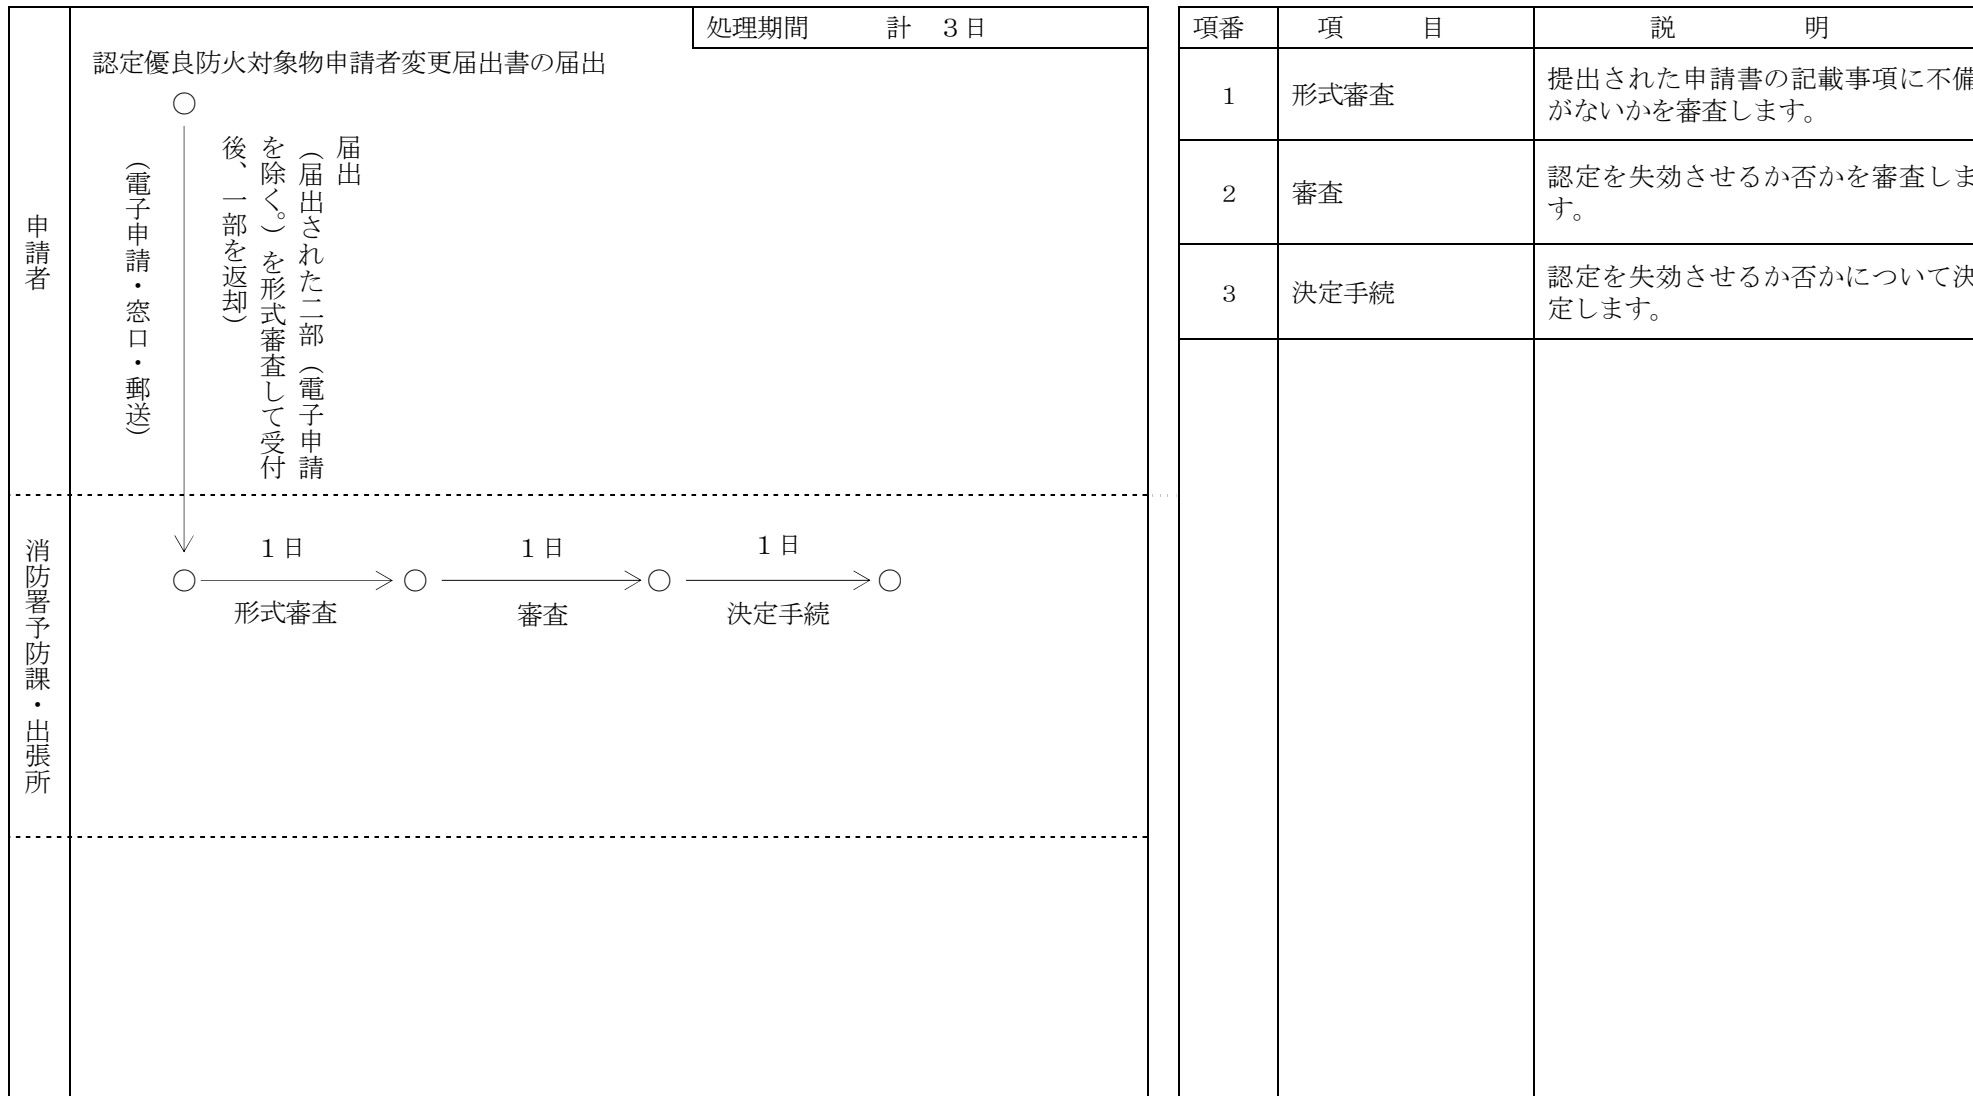 処理期間　計　３日
認定優良防火対象物申請者変更届出書の届出
申請者
届出
（届出された二部（電子申請
を除く。）を形式審査して受付
後、一部を返却）
（電子申請・窓口・郵送）
消防署予防課・出張所
１日
１日
１日
形式審査
審査
決定手続
項番　項　目　説　明
１　形式審査　提出された申請書の記載事項に不備
がないかを審査します。
２　審査　認定を失効させるか否かを審査しま
す。
３　決定手続　認定を失効させるか否かについて決
定します。